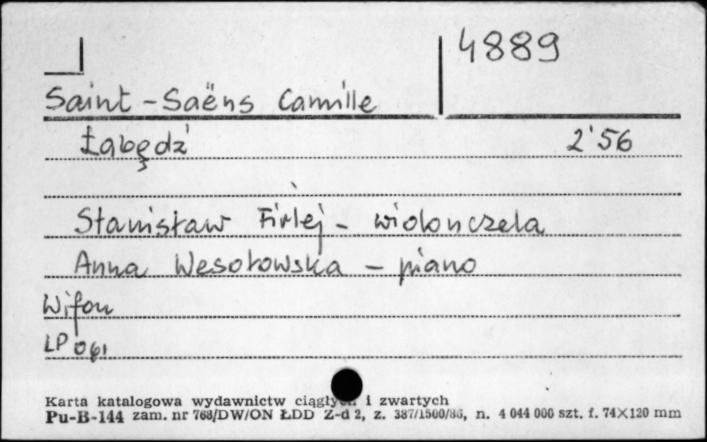 4889
Saint-Saëns Camille
Łabędź 2'56
Stanisław Firlej - wiolonczela
Anna Wesołowska - piano
Wifon
LP 061
Karta katalogowa wydawnictw ciągłych i zwartych
Pu-B-144 zam. nr 768/DW/ON ŁDD Z-d 2, z. 387/1500/86, n. 4 044 000 szt. f. 74×120 mm